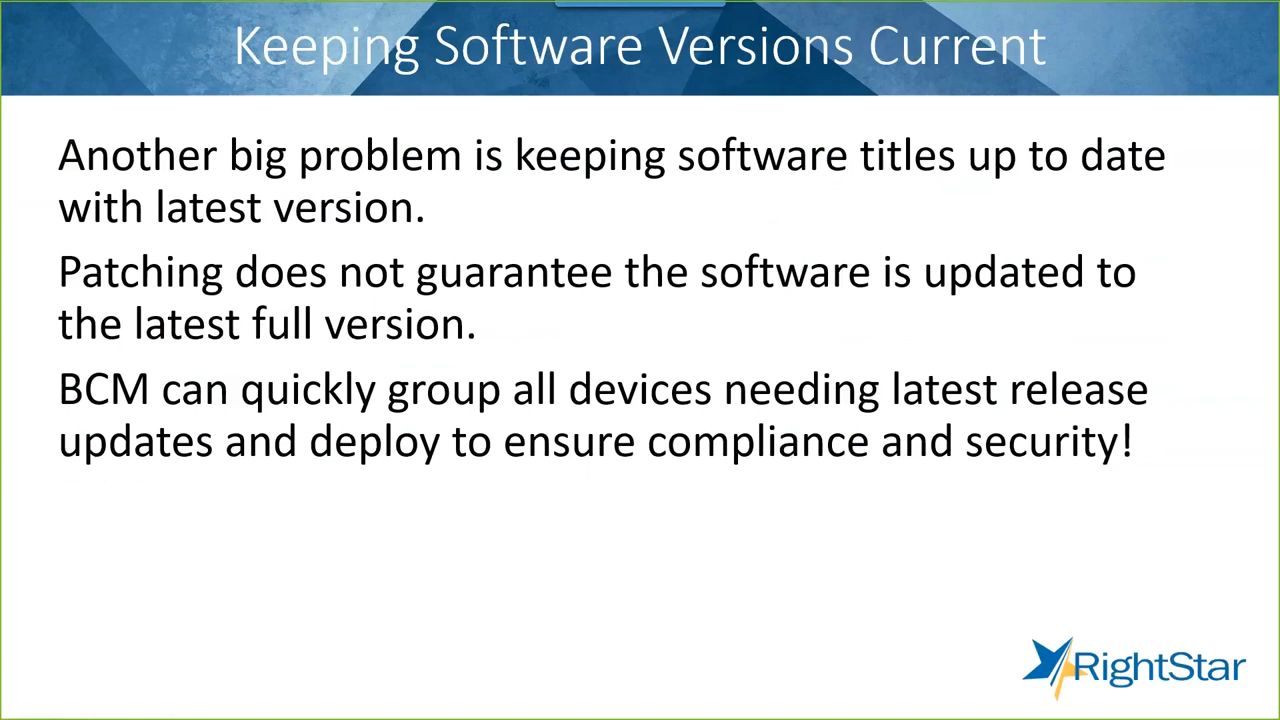 Keeping Software Versions Current
Another big problem is keeping software titles up to date
with latest version.
Patching does not guarantee the software is updated to
the latest full version.
BCM can quickly group all devices needing latest release
updates and deploy to ensure compliance and security!
RightStar